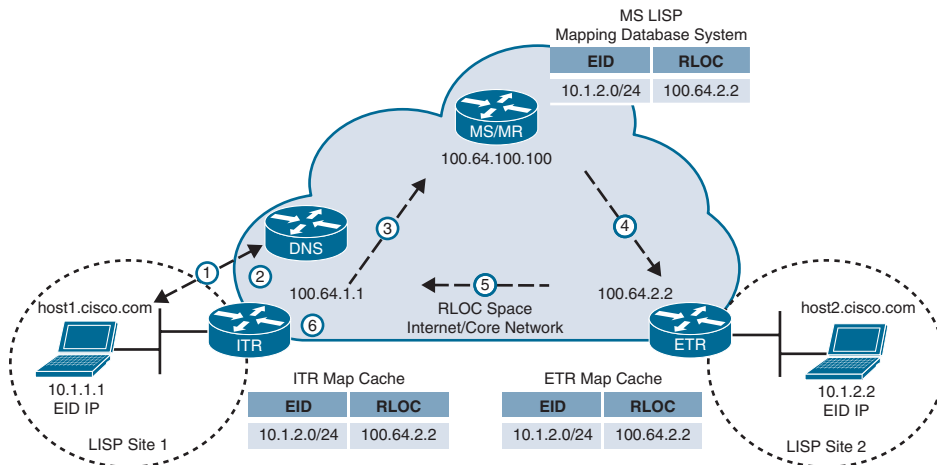 MS LISP
Mapping Database System
EID RLOC
10.1.2.0/24 100.64.2.2
MS/MR
100.64.100.100
3
4
DNS
1
2
100.64.1.1
5
100.64.2.2
RLOC Space
Internet/Core Network
host1.cisco.com
host2.cisco.com
ITR
6
ETR
10.1.1.1
EID IP
10.1.2.2
EID IP
LISP Site 1
LISP Site 2
ITR Map Cache
EID RLOC
10.1.2.0/24 100.64.2.2
ETR Map Cache
EID RLOC
10.1.2.0/24 100.64.2.2